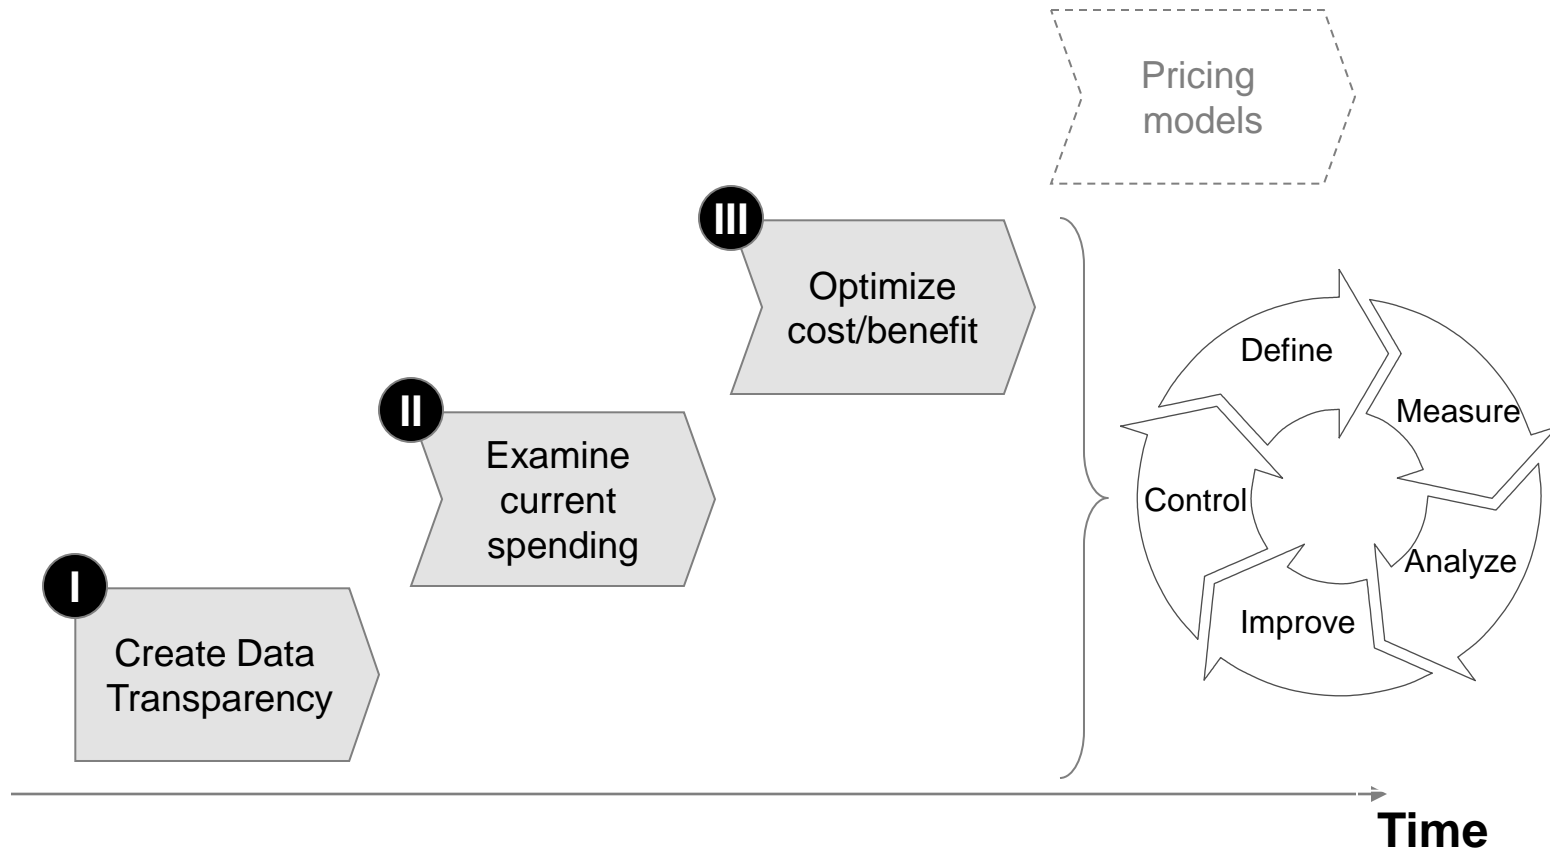 Pricing
models
III
Optimize
cost/benefit
II
Examine
current
spending
I
Create Data
Transparency
Define
Measure
Analyze
Improve
Control
Time